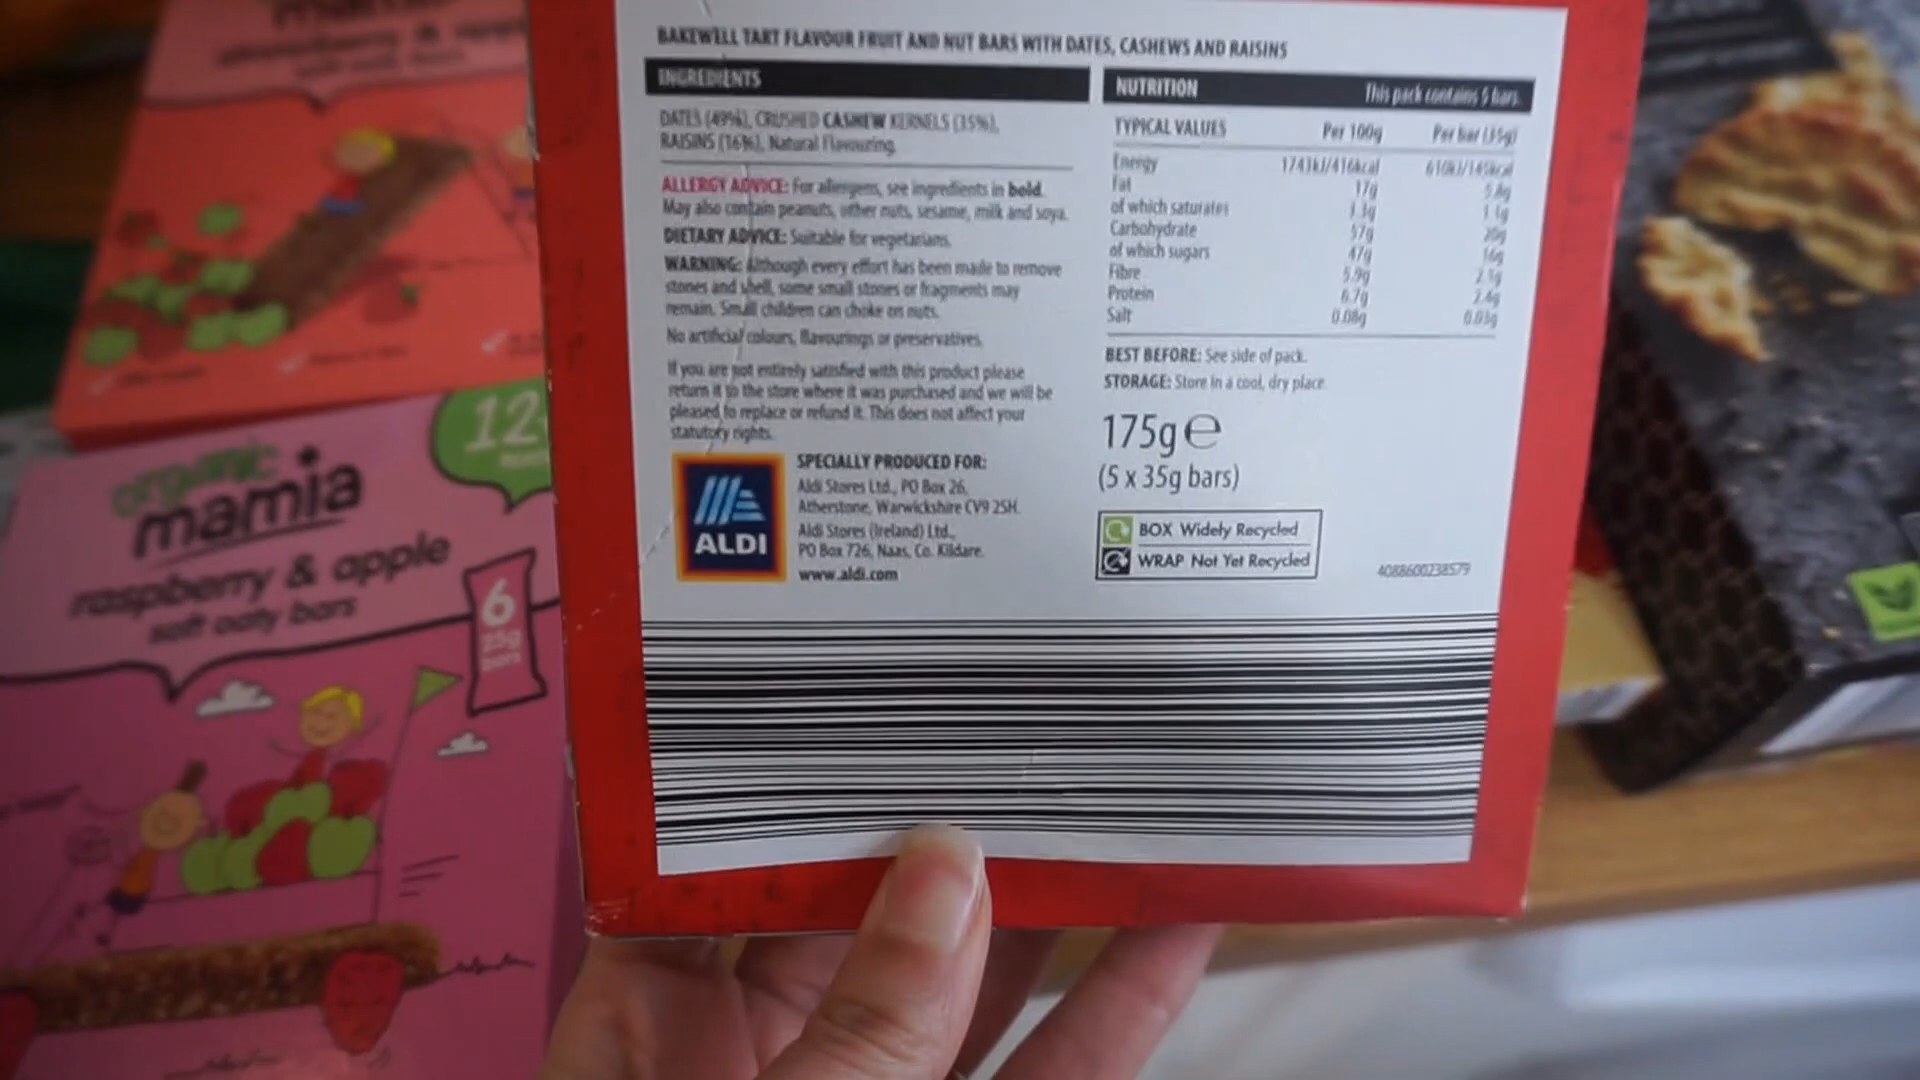 BAKEWELL TART FLAVOUR FRUIT AND NUT BARS WITH DATES, CASHEWS AND RAISINS
INGREDIENTS
DATES (49%), CRUSHED CASHEW KERNELS (35%),
RAISINS (16%), Natural Flavouring.
ALLERGY ADVICE: For allergens, see ingredients in bold.
May also contain peanuts, other nuts, sesame, milk and soya.
DIETARY ADVICE: Suitable for vegetarians.
WARNING: Although every effort has been made to remove
stones and shell, some small stones or fragments may
remain. Small children can choke on nuts.
No artificial colours, flavourings or preservatives.
If you are not entirely satisfied with this product please
return it to the store where it was purchased and we will be
pleased to replace or refund it. This does not affect your
statutory rights.
ALDI
SPECIALLY PRODUCED FOR:
Aldi Stores Ltd., PO Box 26,
Atherstone, Warwickshire CV9 2SH.
Aldi Stores (Ireland) Ltd.,
PO Box 726, Naas, Co. Kildare.
www.aldi.com
NUTRITION This pack contains 5 bars.
TYPICAL VALUES Per 100g Per bar (35g)
Energy 1743kJ/416kcal 610kJ/145kcal
Fat 17g 5.8g
of which saturates 3.3g 1.1g
Carbohydrate 57g 20g
of which sugars 47g 16g
Fibre 5.9g 2.1g
Protein 6.7g 2.4g
Salt 0.08g 0.03g
BEST BEFORE: See side of pack.
STORAGE: Store in a cool, dry place.
175g e
(5 x 35g bars)
BOX Widely Recycled
WRAP Not Yet Recycled
4088600238579
organic
mamia
raspberry & apple
soft oaty bars
12+
6
25g
bars